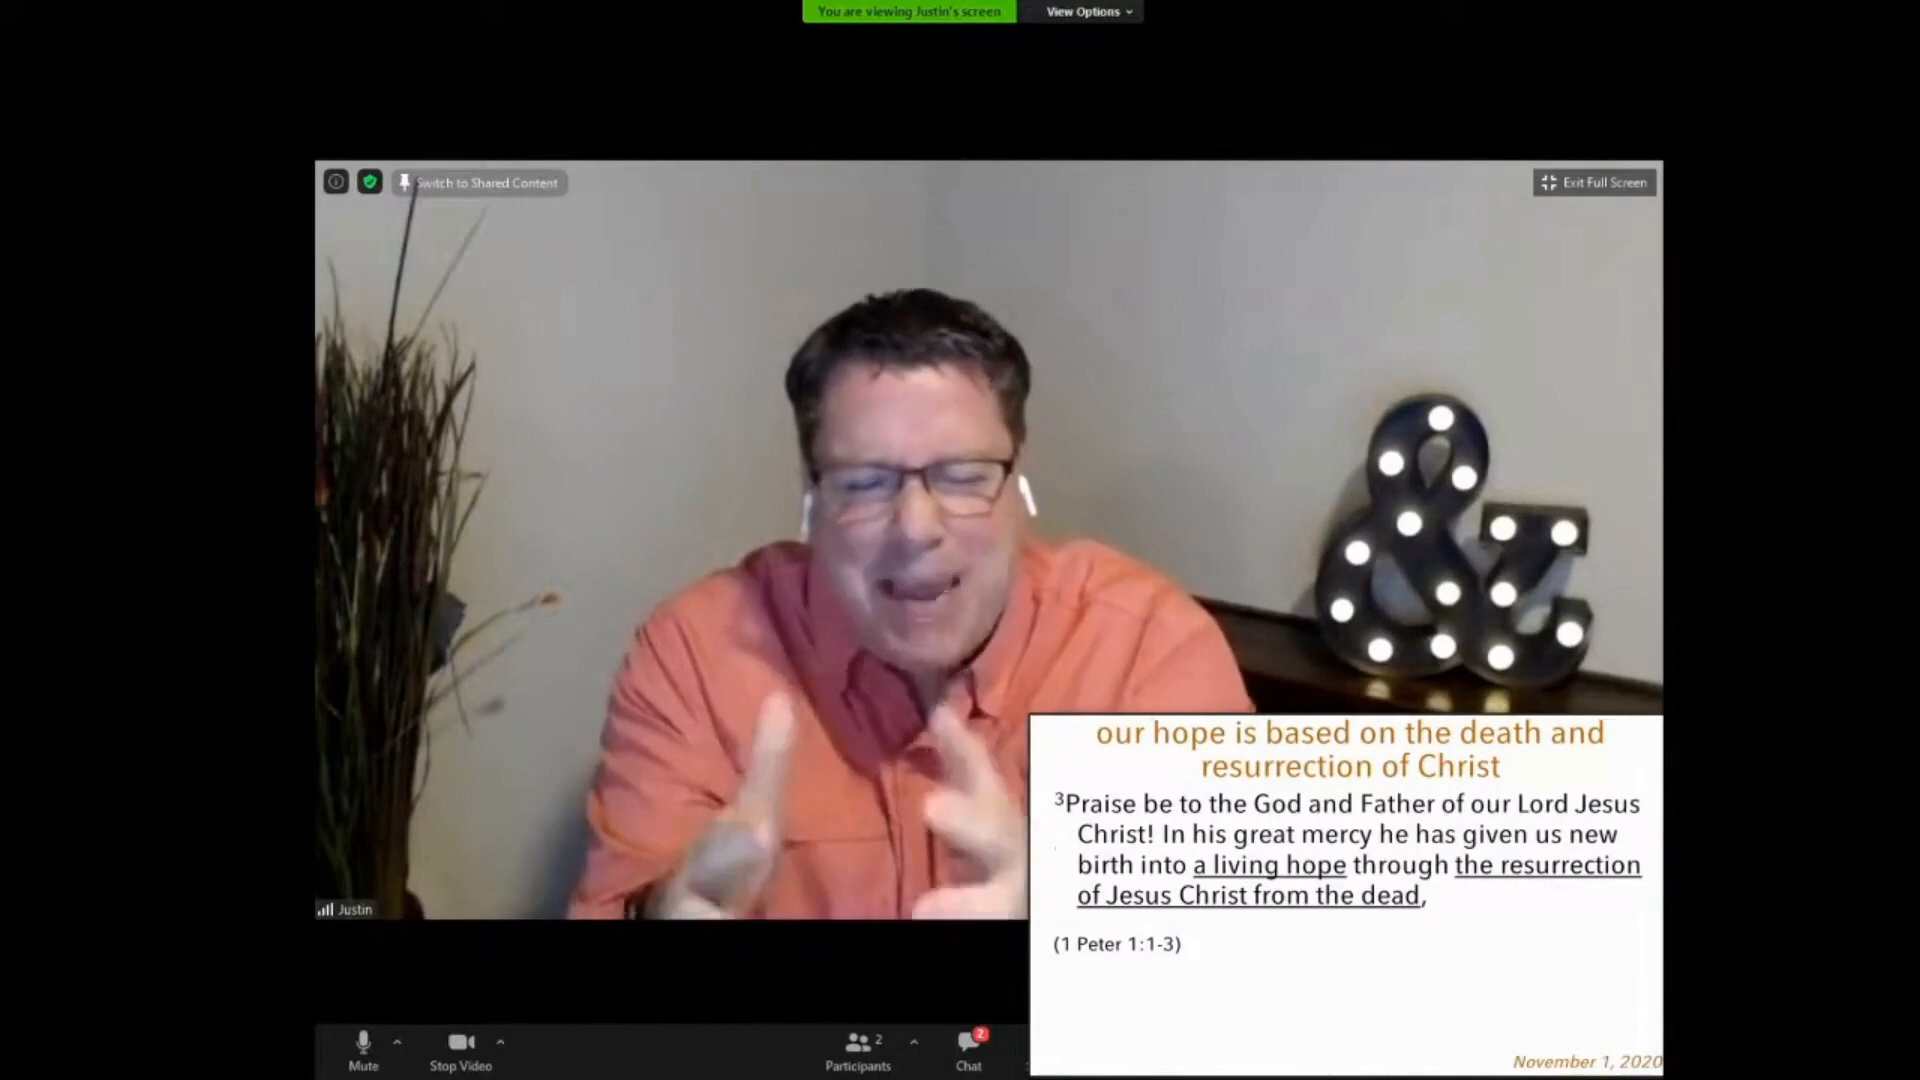 You are viewing Justin's screen
View Options
Switch to Shared Content
Exit Full Screen
&
our hope is based on the death and
resurrection of Christ
3Praise be to the God and Father of our Lord Jesus
Christ! In his great mercy he has given us new
birth into a living hope through the resurrection
of Jesus Christ from the dead,
(1 Peter 1:1-3)
November 1, 2020
Justin
Mute
Stop Video
2
Participants
2
Chat